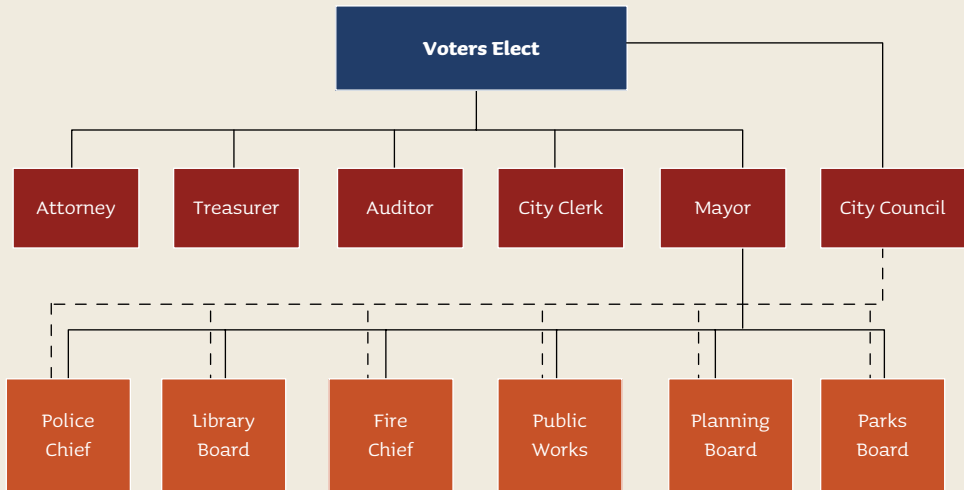 Voters Elect
Attorney
Treasurer
Auditor
City Clerk
Mayor
City Council
Police
Chief
Library
Board
Fire
Chief
Public
Works
Planning
Board
Parks
Board